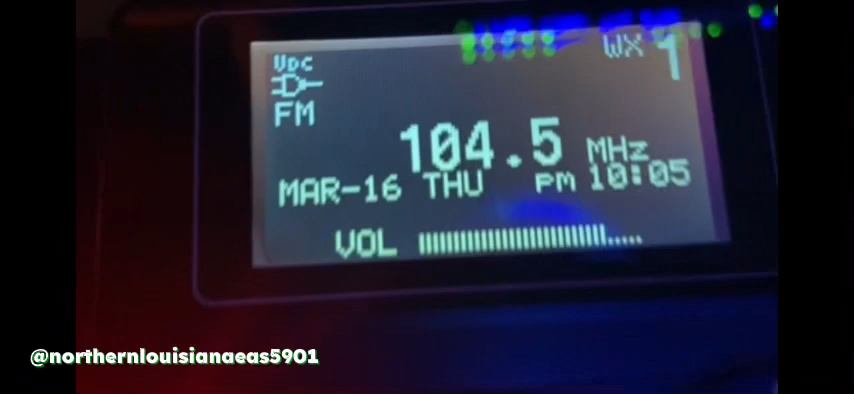 VDC
WX 1
FM
104.5 MHz
MAR-16 THU PM 10:05
VOL
@northernlouisianaeas5901